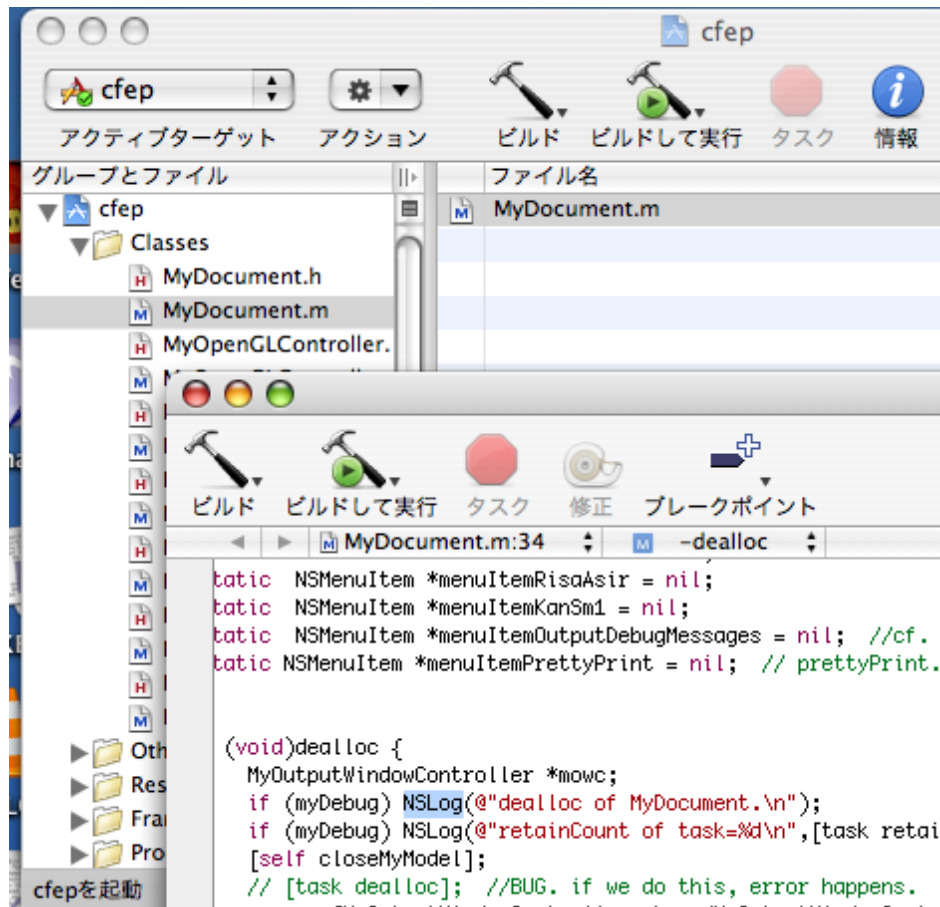 cfep
cfep
アクティブターゲット アクション ビルド ビルドして実行 タスク 情報
グループとファイル ファイル名
cfep MyDocument.m
Classes
MyDocument.h
MyDocument.m
MyOpenGLController.
ビルド ビルドして実行 タスク 修正 ブレークポイント
MyDocument.m:34 -dealloc
tatic NSMenuItem *menuItemRisaAsir = nil;
tatic NSMenuItem *menuItemKanSm1 = nil;
tatic NSMenuItem *menuItemOutputDebugMessages = nil; //cf.
tatic NSMenuItem *menuItemPrettyPrint = nil; // prettyPrint.
Oth
(void)dealloc {
MyOutputWindowController *mowc;
Res
if (myDebug) NSLog(@"dealloc of MyDocument.\n");
Fra
if (myDebug) NSLog(@"retainCount of task=%d\n",[task retai
Pro
[self closeMyModel];
cfepを起動
// [task dealloc]; //BUG. if we do this, error happens.